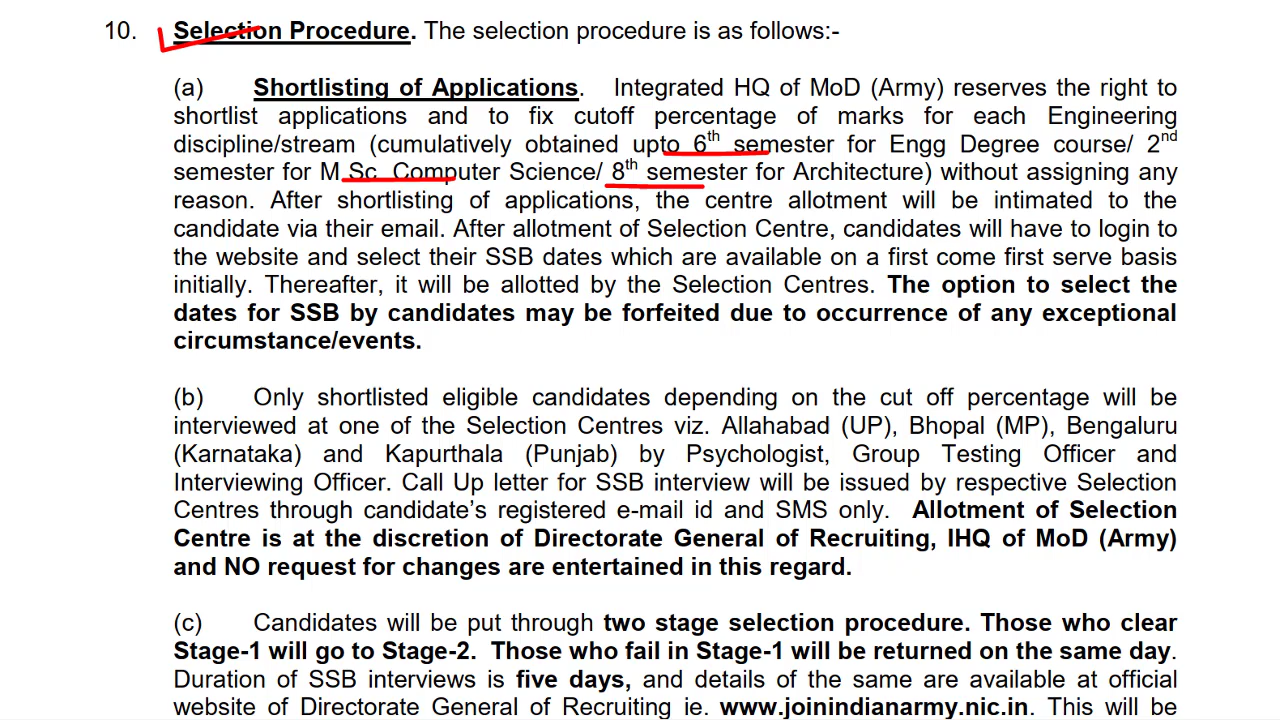 10. Selection Procedure. The selection procedure is as follows:-
(a) Shortlisting of Applications. Integrated HQ of MoD (Army) reserves the right to
shortlist applications and to fix cutoff percentage of marks for each Engineering
discipline/stream (cumulatively obtained upto 6th semester for Engg Degree course/ 2nd
semester for M.Sc Computer Science/ 8th semester for Architecture) without assigning any
reason. After shortlisting of applications, the centre allotment will be intimated to the
candidate via their email. After allotment of Selection Centre, candidates will have to login to
the website and select their SSB dates which are available on a first come first serve basis
initially. Thereafter, it will be allotted by the Selection Centres. The option to select the
dates for SSB by candidates may be forfeited due to occurrence of any exceptional
circumstance/events.
(b) Only shortlisted eligible candidates depending on the cut off percentage will be
interviewed at one of the Selection Centres viz. Allahabad (UP), Bhopal (MP), Bengaluru
(Karnataka) and Kapurthala (Punjab) by Psychologist, Group Testing Officer and
Interviewing Officer. Call Up letter for SSB interview will be issued by respective Selection
Centres through candidate's registered e-mail id and SMS only. Allotment of Selection
Centre is at the discretion of Directorate General of Recruiting, IHQ of MoD (Army)
and NO request for changes are entertained in this regard.
(c) Candidates will be put through two stage selection procedure. Those who clear
Stage-1 will go to Stage-2. Those who fail in Stage-1 will be returned on the same day.
Duration of SSB interviews is five days, and details of the same are available at official
website of Directorate General of Recruiting ie. www.joinindianarmy.nic.in. This will be